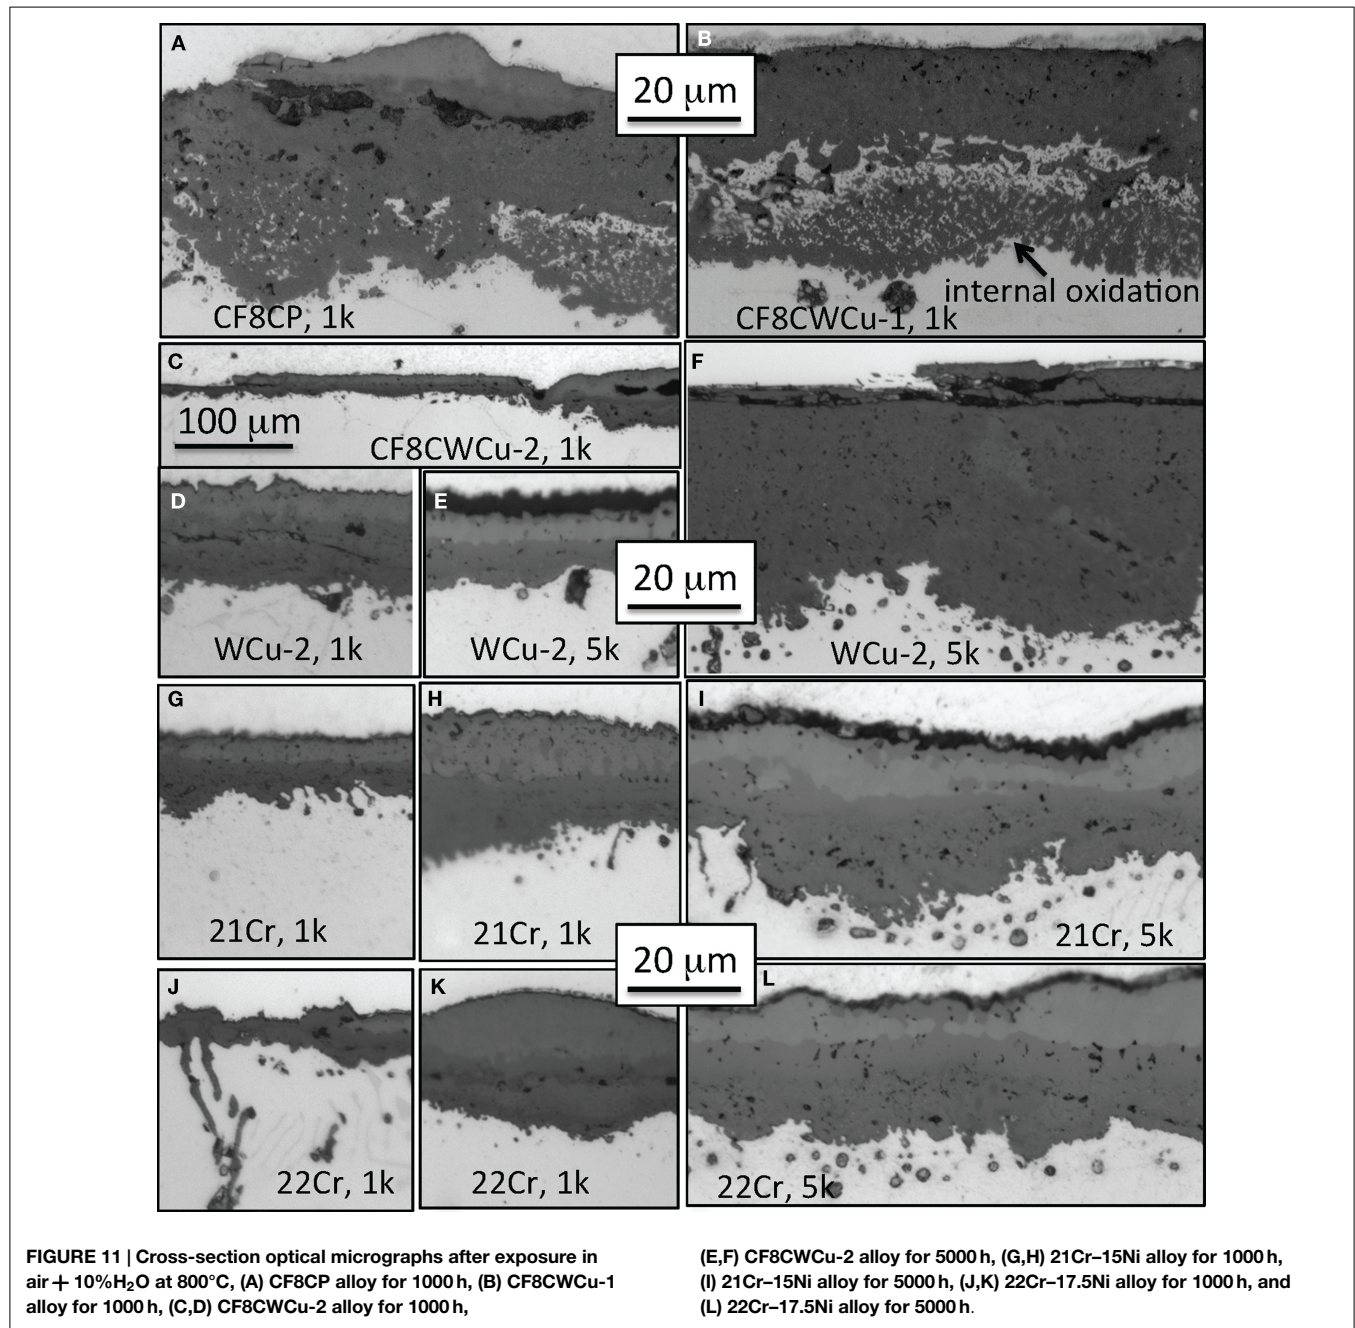 A
B
20 μm
internal oxidation
CF8CP, 1k
CF8CWCu-1, 1k
C
F
100 μm
CF8CWCu-2, 1k
D
E
20 μm
WCu-2, 1k
WCu-2, 5k
WCu-2, 5k
G
H
I
21Cr, 1k
21Cr, 1k
21Cr, 5k
20 μm
J
K
L
22Cr, 1k
22Cr, 1k
22Cr, 5k
FIGURE 11 | Cross-section optical micrographs after exposure in
air + 10%H₂O at 800°C, (A) CF8CP alloy for 1000 h, (B) CF8CWCu-1
alloy for 1000 h, (C,D) CF8CWCu-2 alloy for 1000 h,
(E,F) CF8CWCu-2 alloy for 5000 h, (G,H) 21Cr–15Ni alloy for 1000 h,
(I) 21Cr–15Ni alloy for 5000 h, (J,K) 22Cr–17.5Ni alloy for 1000 h, and
(L) 22Cr–17.5Ni alloy for 5000 h.